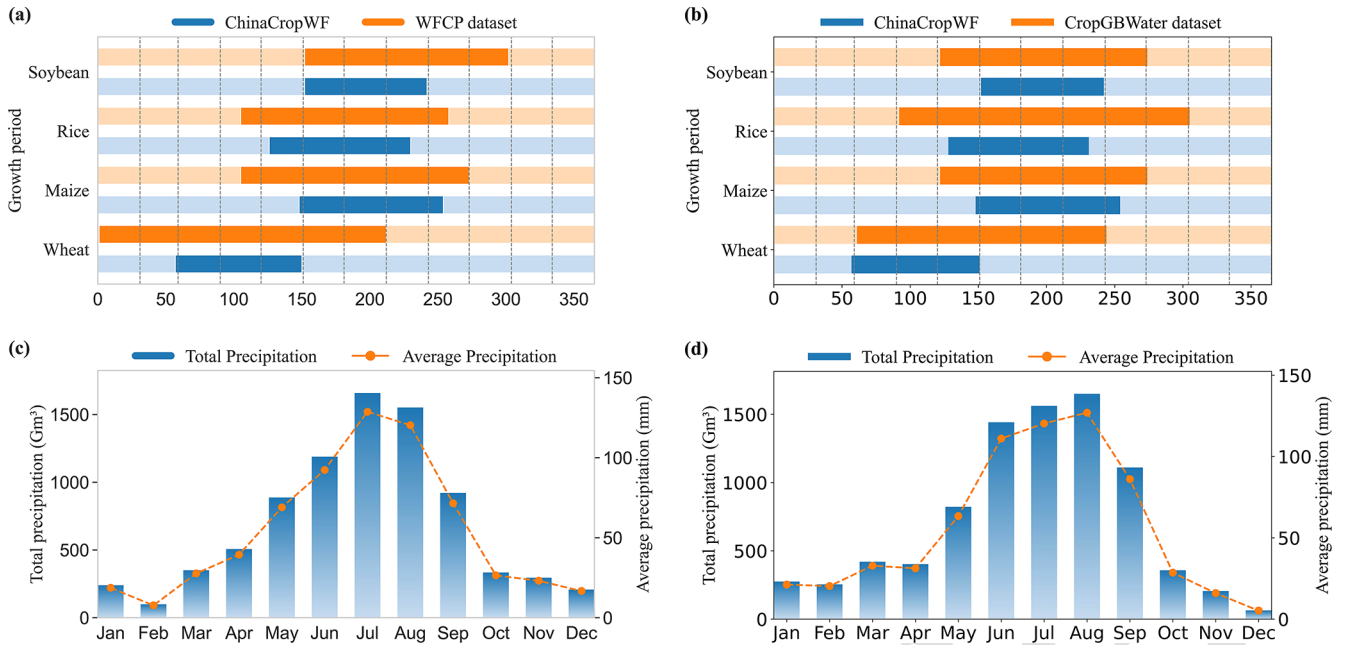 (a) ChinaCropWF WFCP dataset
Growth period
Soybean
Rice
Maize
Wheat
0 50 100 150 200 250 300 350
(b) ChinaCropWF CropGBWater dataset
Growth period
Soybean
Rice
Maize
Wheat
0 50 100 150 200 250 300 350
(c) Total Precipitation Average Precipitation
Total precipitation (Gm³)
1500
1000
500
0
150
100
50
0
Average precipitation (mm)
Jan Feb Mar Apr May Jun Jul Aug Sep Oct Nov Dec
(d) Total Precipitation Average Precipitation
Total precipitation (Gm³)
1500
1000
500
0
150
100
50
0
Average precipitation (mm)
Jan Feb Mar Apr May Jun Jul Aug Sep Oct Nov Dec